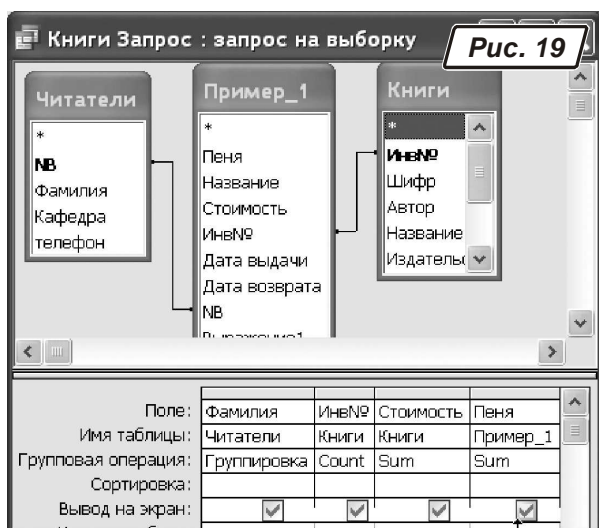 Книги Запрос : запрос на выборку
Рис. 19
Читатели
*
NB
Фамилия
Кафедра
телефон
Пример_1
*
Пеня
Название
Стоимость
ИнвNº
Дата выдачи
Дата возврата
NB
Выражение1
Книги
*
ИнвNº
Шифр
Автор
Название
Издательс
Поле: Фамилия ИнвNº Стоимость Пеня
Имя таблицы: Читатели Книги Книги Пример_1
Групповая операция: Группировка Count Sum Sum
Сортировка:
Вывод на экран: